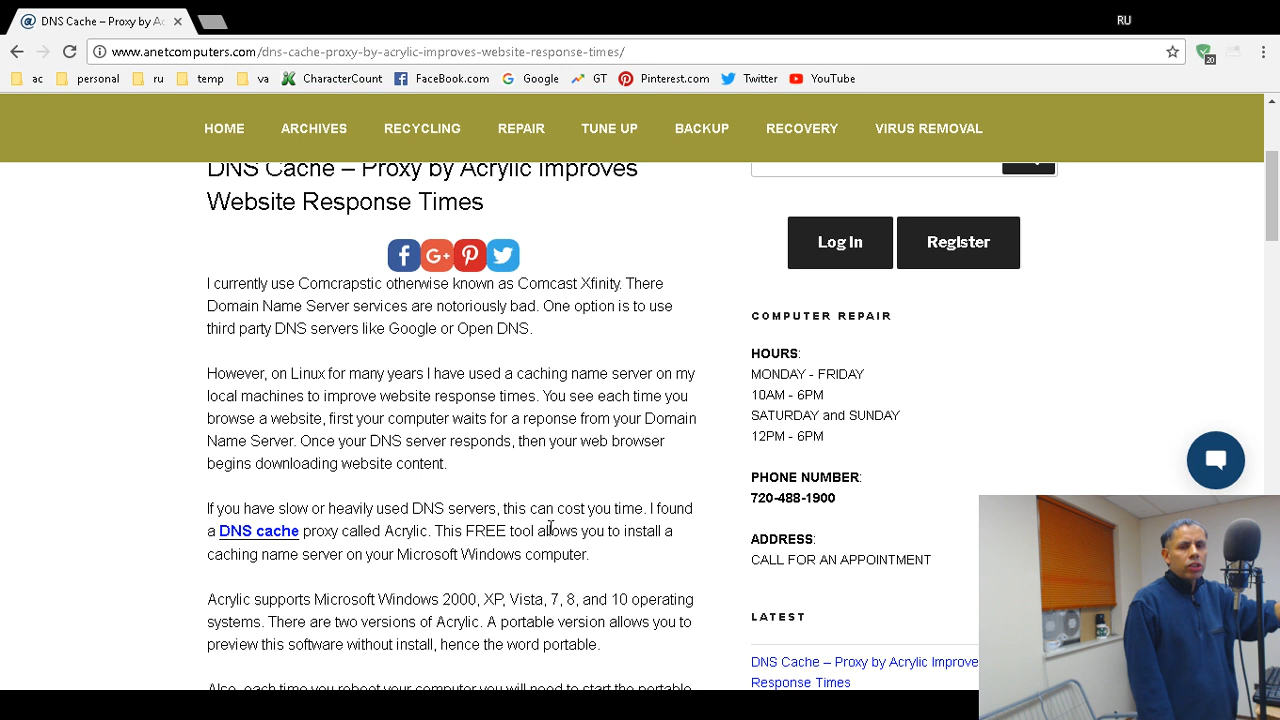 RU
DNS Cache – Proxy by Ac
www.anetcomputers.com/dns-cache-proxy-by-acrylic-improves-website-response-times/
20
ac personal ru temp va CharacterCount FaceBook.com Google GT Pinterest.com Twitter YouTube
HOME ARCHIVES RECYCLING REPAIR TUNE UP BACKUP RECOVERY VIRUS REMOVAL
DNS Cache – Proxy by Acrylic Improves
Website Response Times
I currently use Comcrapstic otherwise known as Comcast Xfinity. There
Domain Name Server services are notoriously bad. One option is to use
third party DNS servers like Google or Open DNS.
However, on Linux for many years I have used a caching name server on my
local machines to improve website response times. You see each time you
browse a website, first your computer waits for a reponse from your Domain
Name Server. Once your DNS server responds, then your web browser
begins downloading website content.
If you have slow or heavily used DNS servers, this can cost you time. I found
a DNS cache proxy called Acrylic. This FREE tool allows you to install a
caching name server on your Microsoft Windows computer.
Acrylic supports Microsoft Windows 2000, XP, Vista, 7, 8, and 10 operating
systems. There are two versions of Acrylic. A portable version allows you to
preview this software without install, hence the word portable.
Also, each time you reboot your computer you will need to start the portable
Log In
Register
COMPUTER REPAIR
HOURS:
MONDAY - FRIDAY
10AM - 6PM
SATURDAY and SUNDAY
12PM - 6PM
PHONE NUMBER:
720-488-1900
ADDRESS:
CALL FOR AN APPOINTMENT
LATEST
DNS Cache – Proxy by Acrylic Improve
Response Times